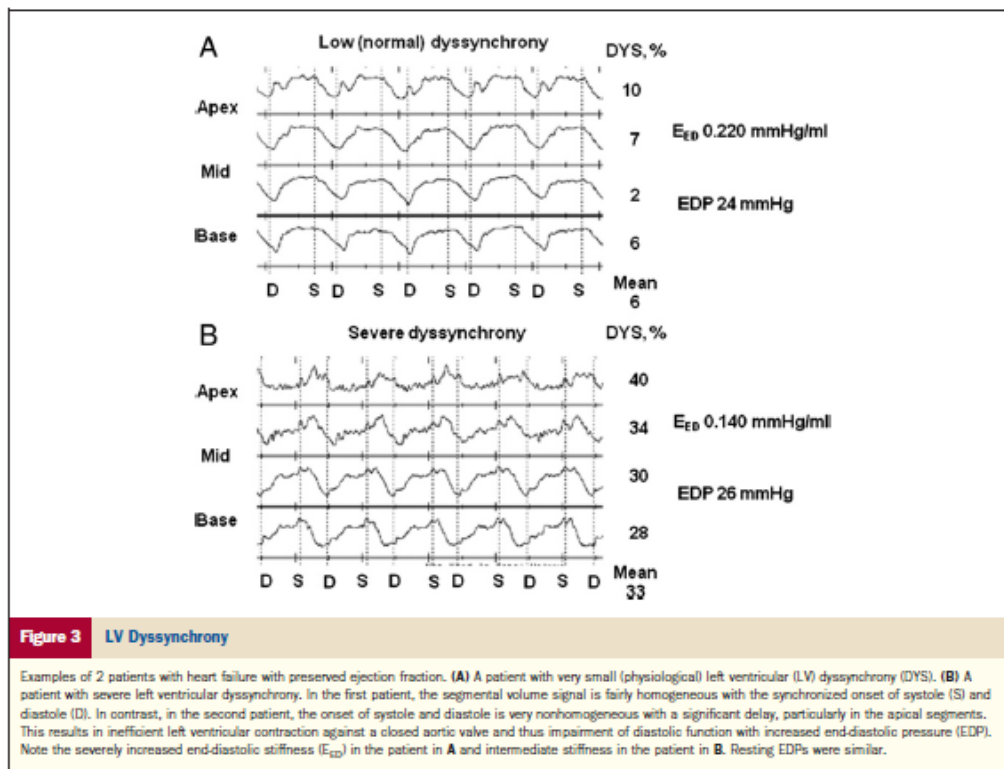 A
Low (normal) dyssynchrony
DYS, %
10
Apex
7
E_ED 0.220 mmHg/ml
Mid
2
EDP 24 mmHg
Base
6
D S D S D S D S D S
Mean
6
B
Severe dyssynchrony
DYS, %
40
Apex
34
E_ED 0.140 mmHg/ml
Mid
30
EDP 26 mmHg
Base
28
D S D S D S D S D S D
Mean
33
Figure 3 LV Dyssynchrony
Examples of 2 patients with heart failure with preserved ejection fraction. (A) A patient with very small (physiological) left ventricular (LV) dyssynchrony (DYS). (B) A
patient with severe left ventricular dyssynchrony. In the first patient, the segmental volume signal is fairly homogeneous with the synchronized onset of systole (S) and
diastole (D). In contrast, in the second patient, the onset of systole and diastole is very nonhomogeneous with a significant delay, particularly in the apical segments.
This results in inefficient left ventricular contraction against a closed aortic valve and thus impairment of diastolic function with increased end-diastolic pressure (EDP).
Note the severely increased end-diastolic stiffness (E_ED) in the patient in A and intermediate stiffness in the patient in B. Resting EDPs were similar.